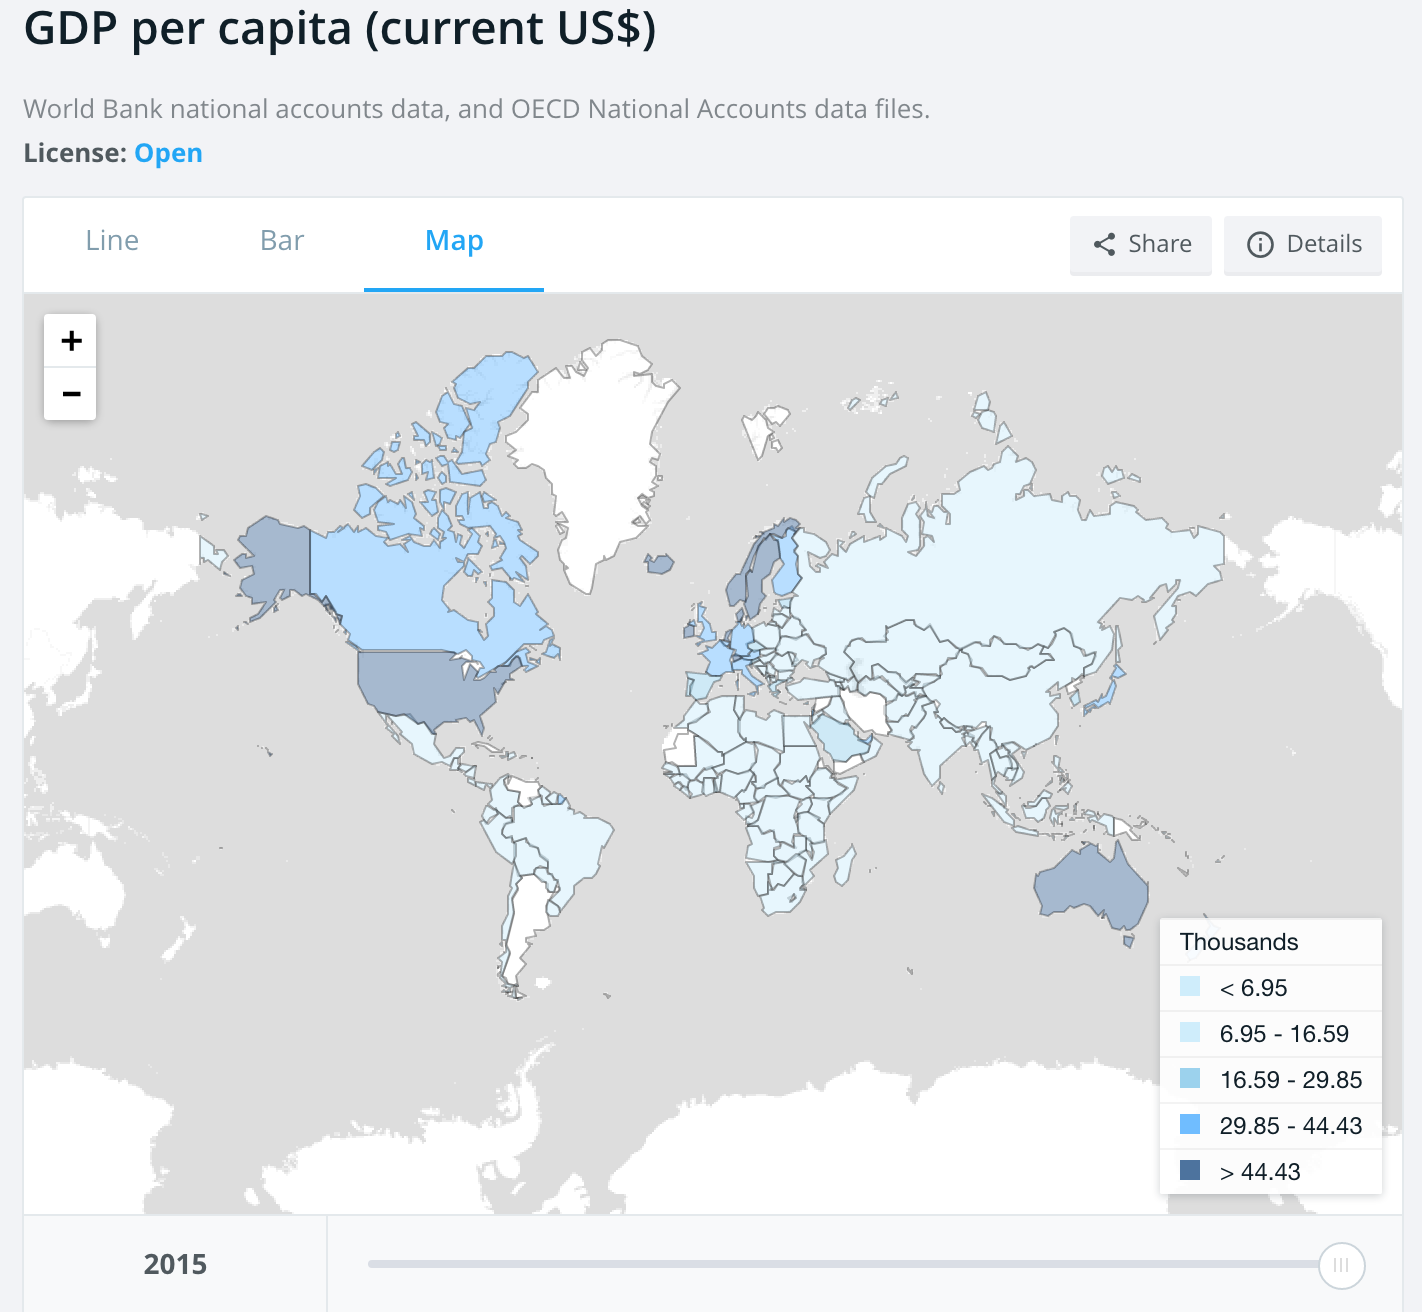 GDP per capita (current US$)
World Bank national accounts data, and OECD National Accounts data files.
License: Open
Line Bar Map Share Details
+
−
Thousands
< 6.95
6.95 - 16.59
16.59 - 29.85
29.85 - 44.43
> 44.43
2015